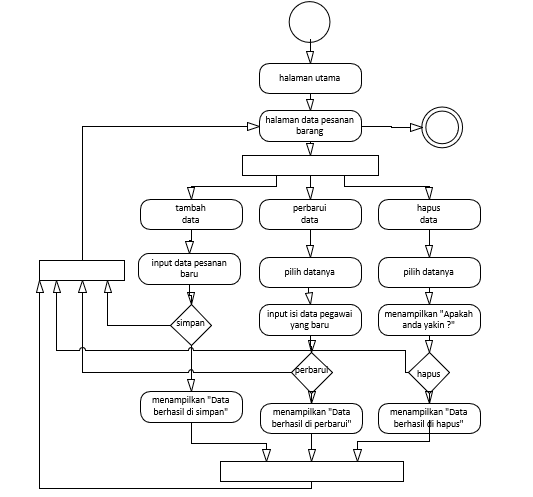 halaman utama
halaman data pesanan
barang
tambah
data
perbarui
data
hapus
data
input data pesanan
baru
pilih datanya
pilih datanya
simpan
input isi data pegawai
yang baru
menampilkan "Apakah
anda yakin ?"
perbarui
hapus
menampilkan "Data
berhasil di simpan"
menampilkan "Data
berhasil di perbarui"
menampilkan "Data
berhasil di hapus"